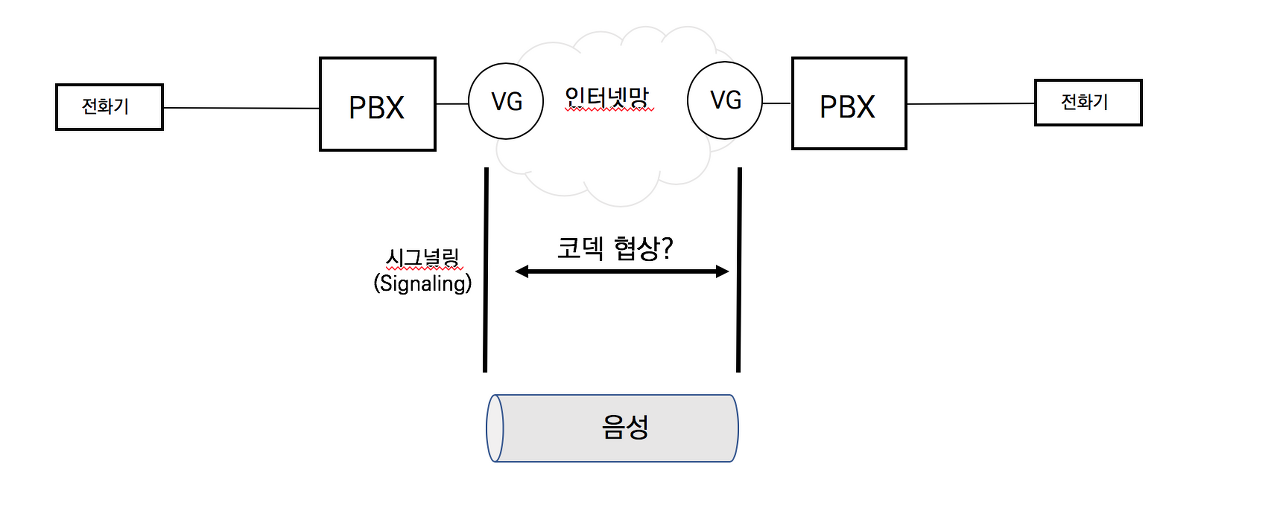 전화기
PBX
VG
인터넷망
VG
PBX
전화기
시그널링
(Signaling)
코덱 협상?
음성